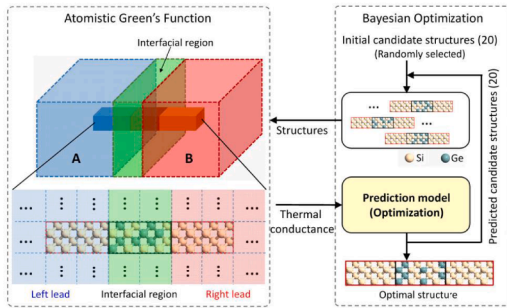 Atomistic Green's Function
Interfacial region
A
B
... ⋮ ⋮ ⋮ ⋮ ⋮ ⋮ ...
... ...
... ⋮ ⋮ ⋮ ⋮ ⋮ ⋮ ...
Left lead Interfacial region Right lead
Structures
Thermal
conductance
Bayesian Optimization
Initial candidate structures (20)
(Randomly selected)
...
...
Si Ge
Prediction model
(Optimization)
Optimal structure
Predicted candidate structures (20)